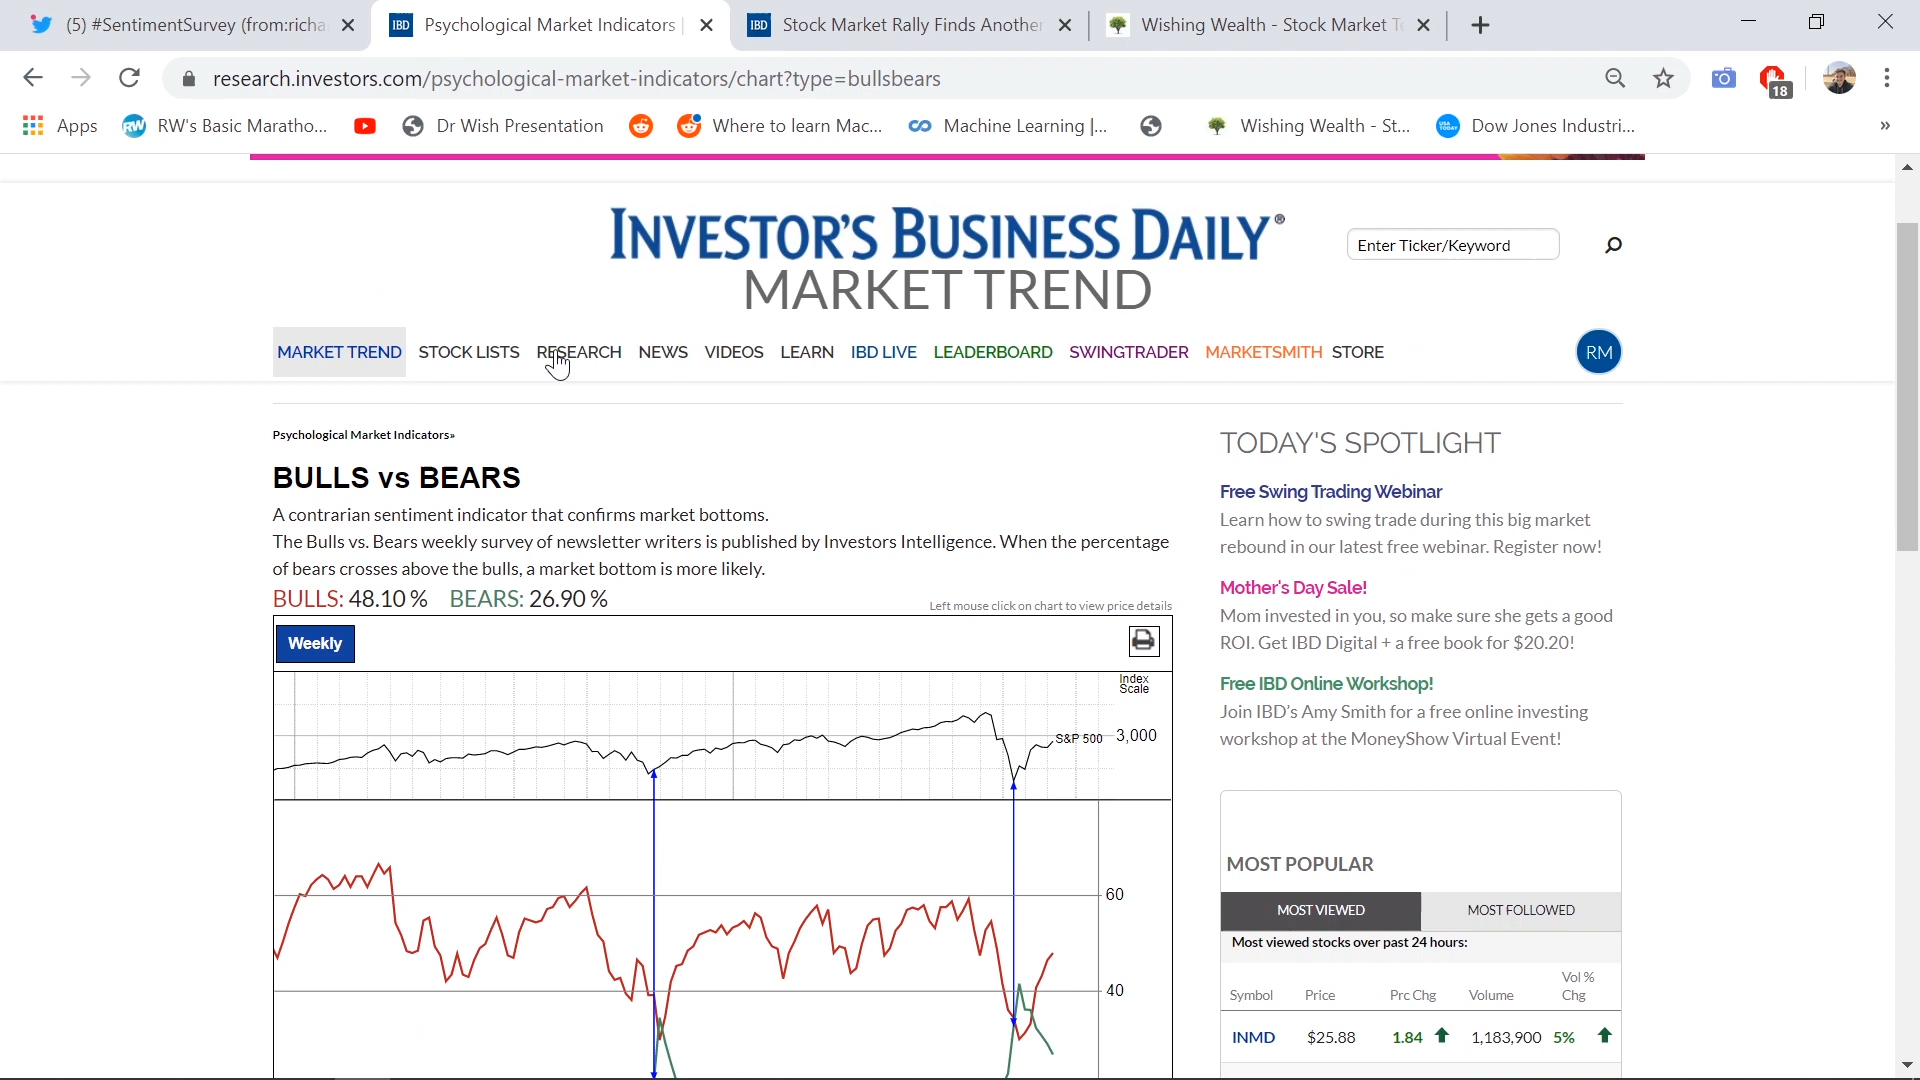 (5) #SentimentSurvey (from:richa
IBD Psychological Market Indicators |
IBD Stock Market Rally Finds Another
Wishing Wealth - Stock Market Te
research.investors.com/psychological-market-indicators/chart?type=bullsbears
18
Apps
RW RW's Basic Maratho...
Dr Wish Presentation
Where to learn Mac...
Machine Learning |...
Wishing Wealth - St...
USA TODAY Dow Jones Industri...
»
INVESTOR'S BUSINESS DAILY®
MARKET TREND
Enter Ticker/Keyword
MARKET TREND STOCK LISTS RESEARCH NEWS VIDEOS LEARN IBD LIVE LEADERBOARD SWINGTRADER MARKETSMITH STORE
RM
Psychological Market Indicators»
BULLS vs BEARS
A contrarian sentiment indicator that confirms market bottoms.
The Bulls vs. Bears weekly survey of newsletter writers is published by Investors Intelligence. When the percentage
of bears crosses above the bulls, a market bottom is more likely.
BULLS: 48.10 % BEARS: 26.90 %
Left mouse click on chart to view price details
Weekly
Index
Scale
S&P 500
3,000
60
40
TODAY'S SPOTLIGHT
Free Swing Trading Webinar
Learn how to swing trade during this big market
rebound in our latest free webinar. Register now!
Mother's Day Sale!
Mom invested in you, so make sure she gets a good
ROI. Get IBD Digital + a free book for $20.20!
Free IBD Online Workshop!
Join IBD's Amy Smith for a free online investing
workshop at the MoneyShow Virtual Event!
MOST POPULAR
MOST VIEWED MOST FOLLOWED
Most viewed stocks over past 24 hours:
Symbol Price Prc Chg Volume Vol % Chg
INMD $25.88 1.84 1,183,900 5%